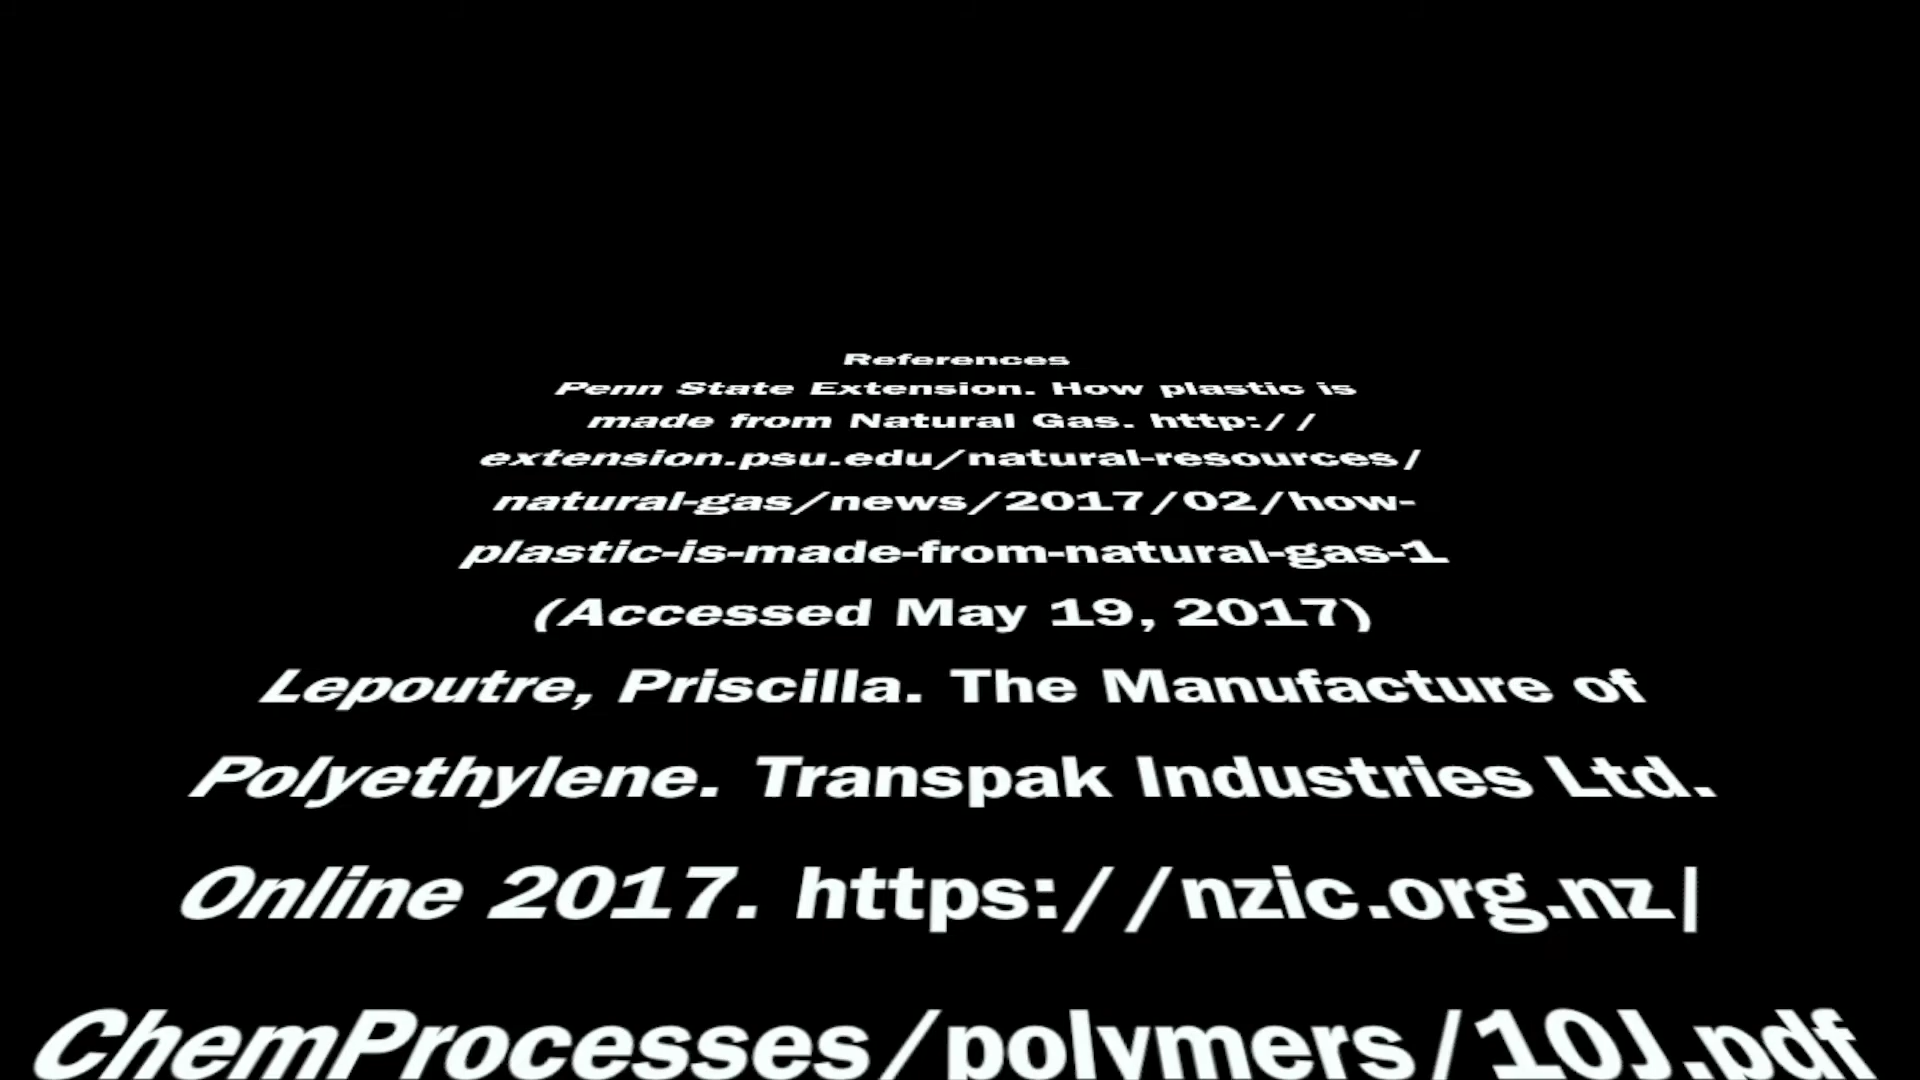 References
Penn State Extension. How plastic is
made from Natural Gas. http://
extension.psu.edu/natural-resources/
natural-gas/news/2017/02/how-
plastic-is-made-from-natural-gas-1
(Accessed May 19, 2017)
Lepoutre, Priscilla. The Manufacture of
Polyethylene. Transpak Industries Ltd.
Online 2017. https://nzic.org.nz|
ChemProcesses/polymers/10J.pdf